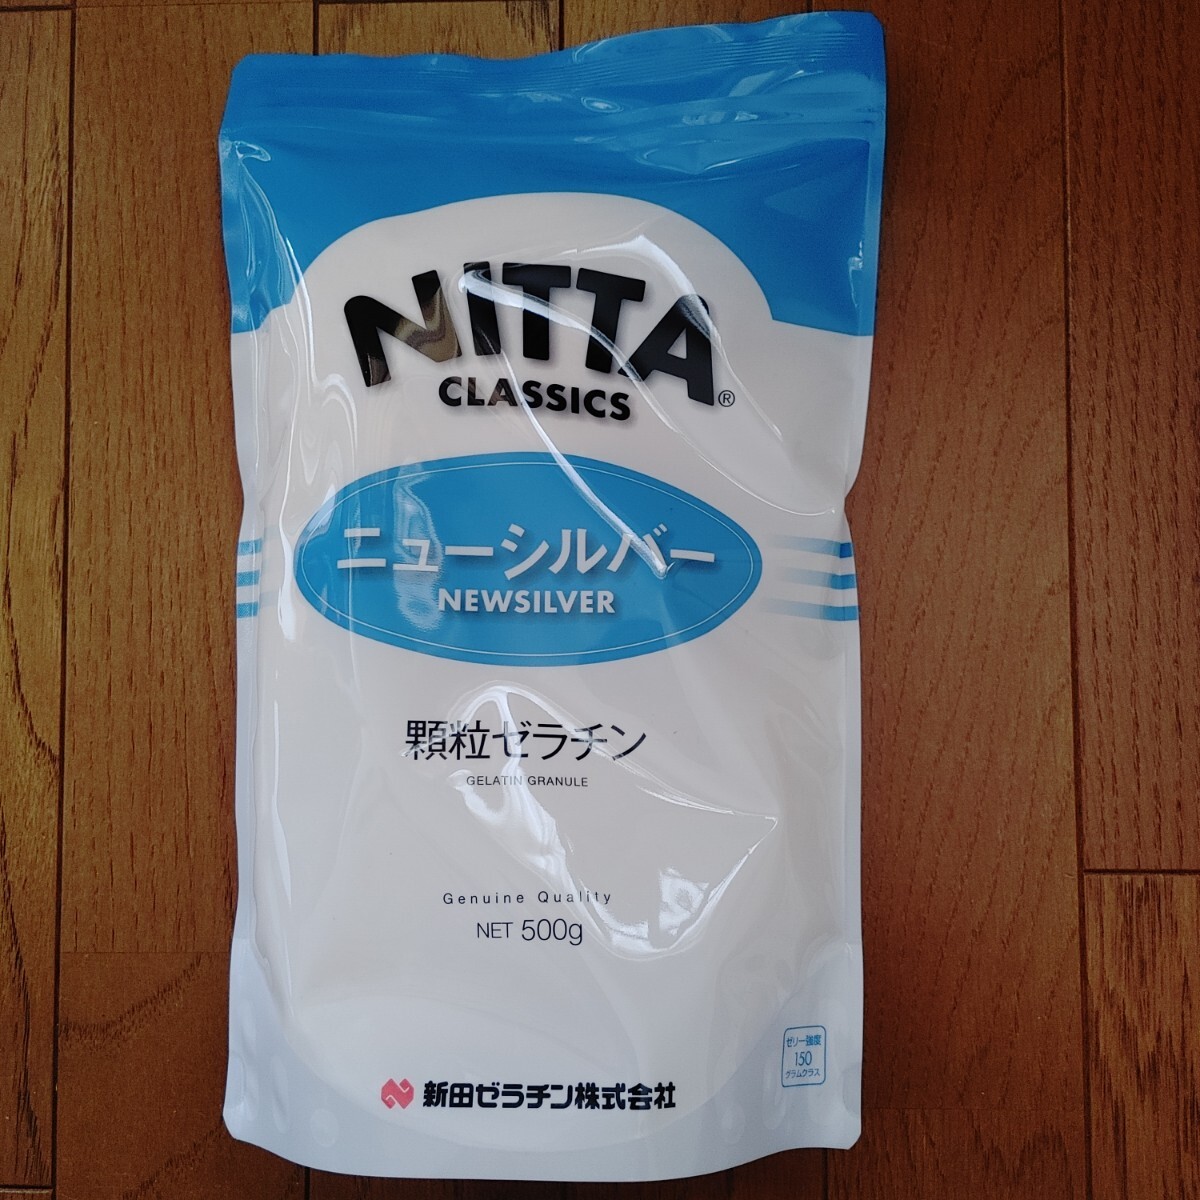 NITTA®
CLASSICS
ニューシルバー
NEWSILVER
顆粒ゼラチン
GELATIN GRANULE
Genuine Quality
NET 500g
ゼリー強度
150
グラムクラス
新田ゼラチン株式会社